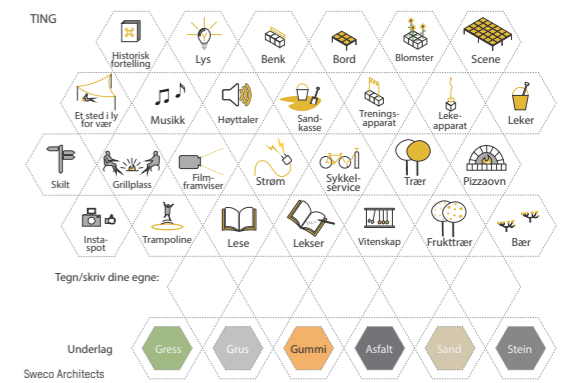 TING
Historisk
fortelling
Lys
Benk
Bord
Blomster
Scene
Et sted i ly
for vær
Musikk
Høyttaler
Sand-
kasse
Trenings-
apparat
Leke-
apparat
Leker
Skilt
Grillplass
Film-
framviser
Strøm
Sykkel-
service
Trær
Pizzaovn
Insta-
spot
Trampoline
Lese
Lekser
Vitenskap
Frukttrær
Bær
Tegn/skriv dine egne:
Underlag
Gress
Grus
Gummi
Asfalt
Sand
Stein
Sweco Architects